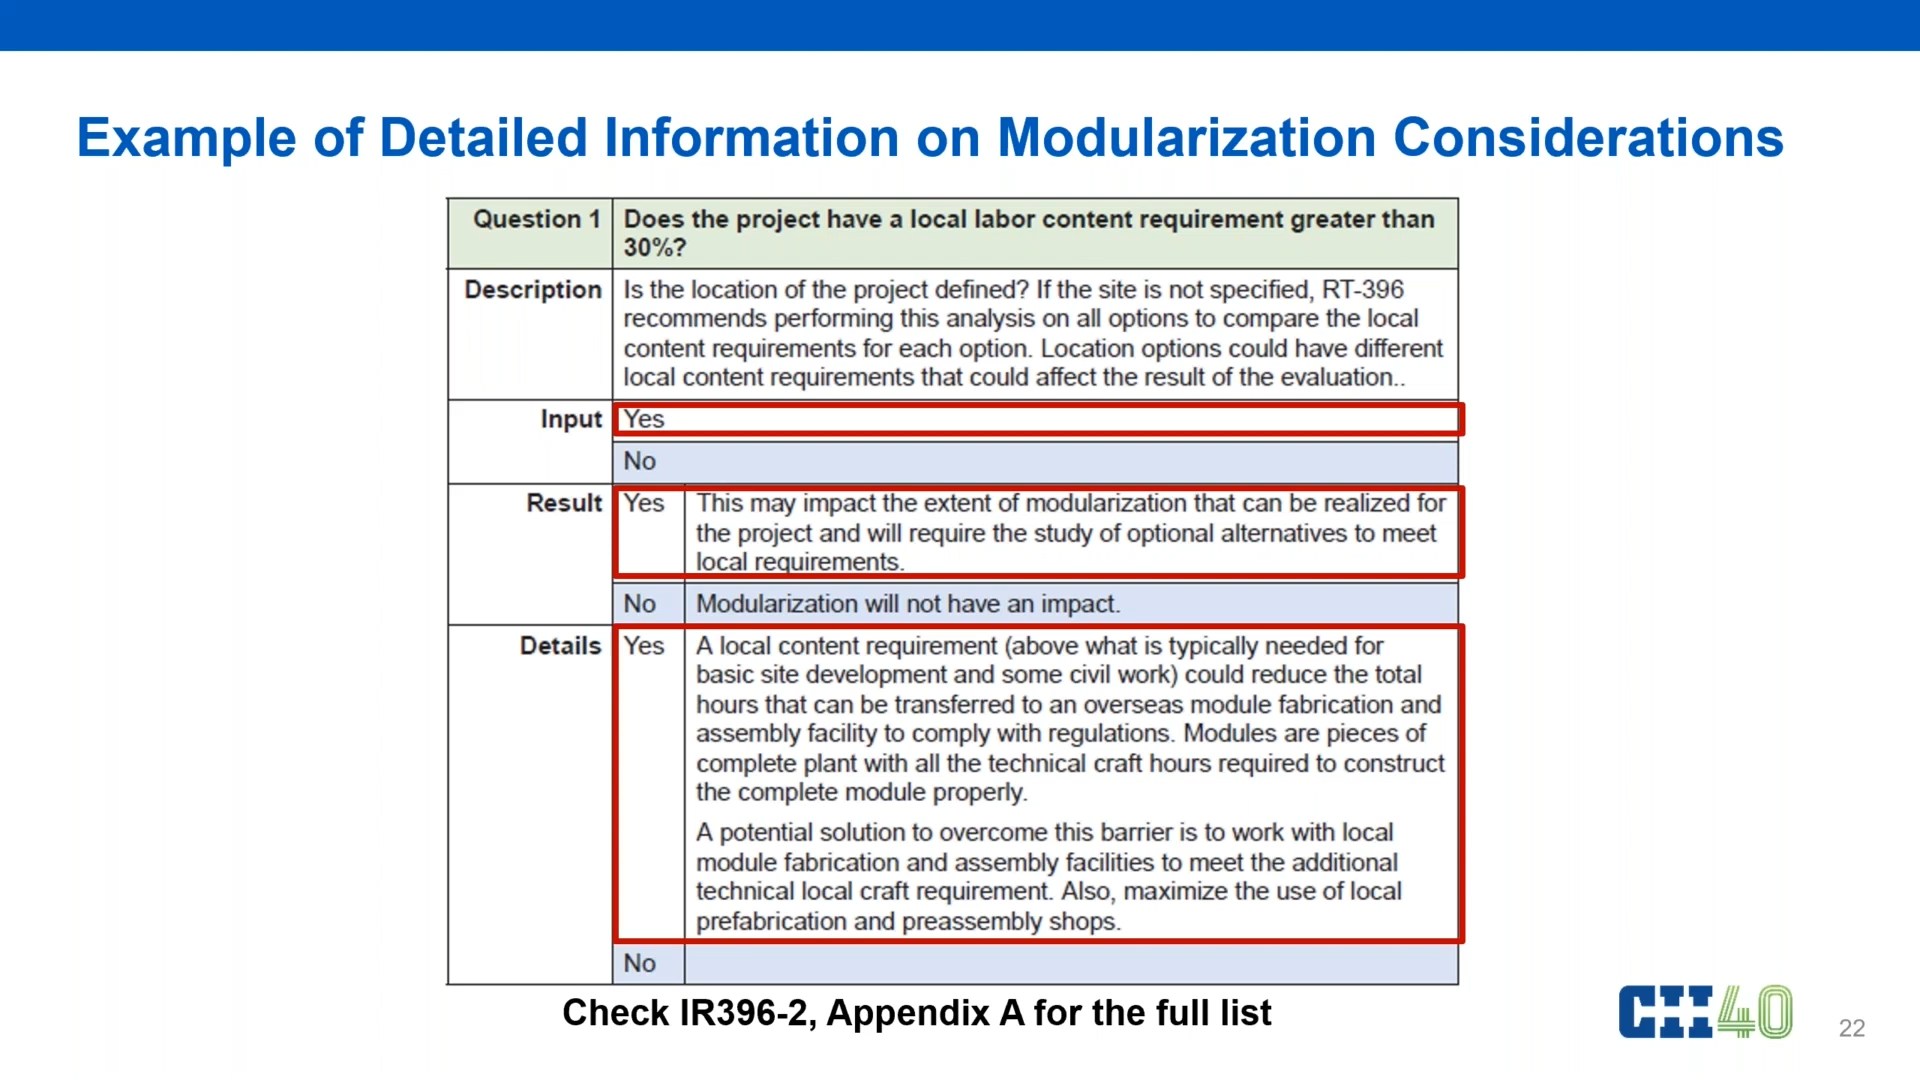 Example of Detailed Information on Modularization Considerations
Question 1
Does the project have a local labor content requirement greater than
30%?
Description
Is the location of the project defined? If the site is not specified, RT-396
recommends performing this analysis on all options to compare the local
content requirements for each option. Location options could have different
local content requirements that could affect the result of the evaluation..
Input
Yes
No
Result
Yes
This may impact the extent of modularization that can be realized for
the project and will require the study of optional alternatives to meet
local requirements.
No
Modularization will not have an impact.
Details
Yes
A local content requirement (above what is typically needed for
basic site development and some civil work) could reduce the total
hours that can be transferred to an overseas module fabrication and
assembly facility to comply with regulations. Modules are pieces of
complete plant with all the technical craft hours required to construct
the complete module properly.
A potential solution to overcome this barrier is to work with local
module fabrication and assembly facilities to meet the additional
technical local craft requirement. Also, maximize the use of local
prefabrication and preassembly shops.
No
Check IR396-2, Appendix A for the full list
CII40
22